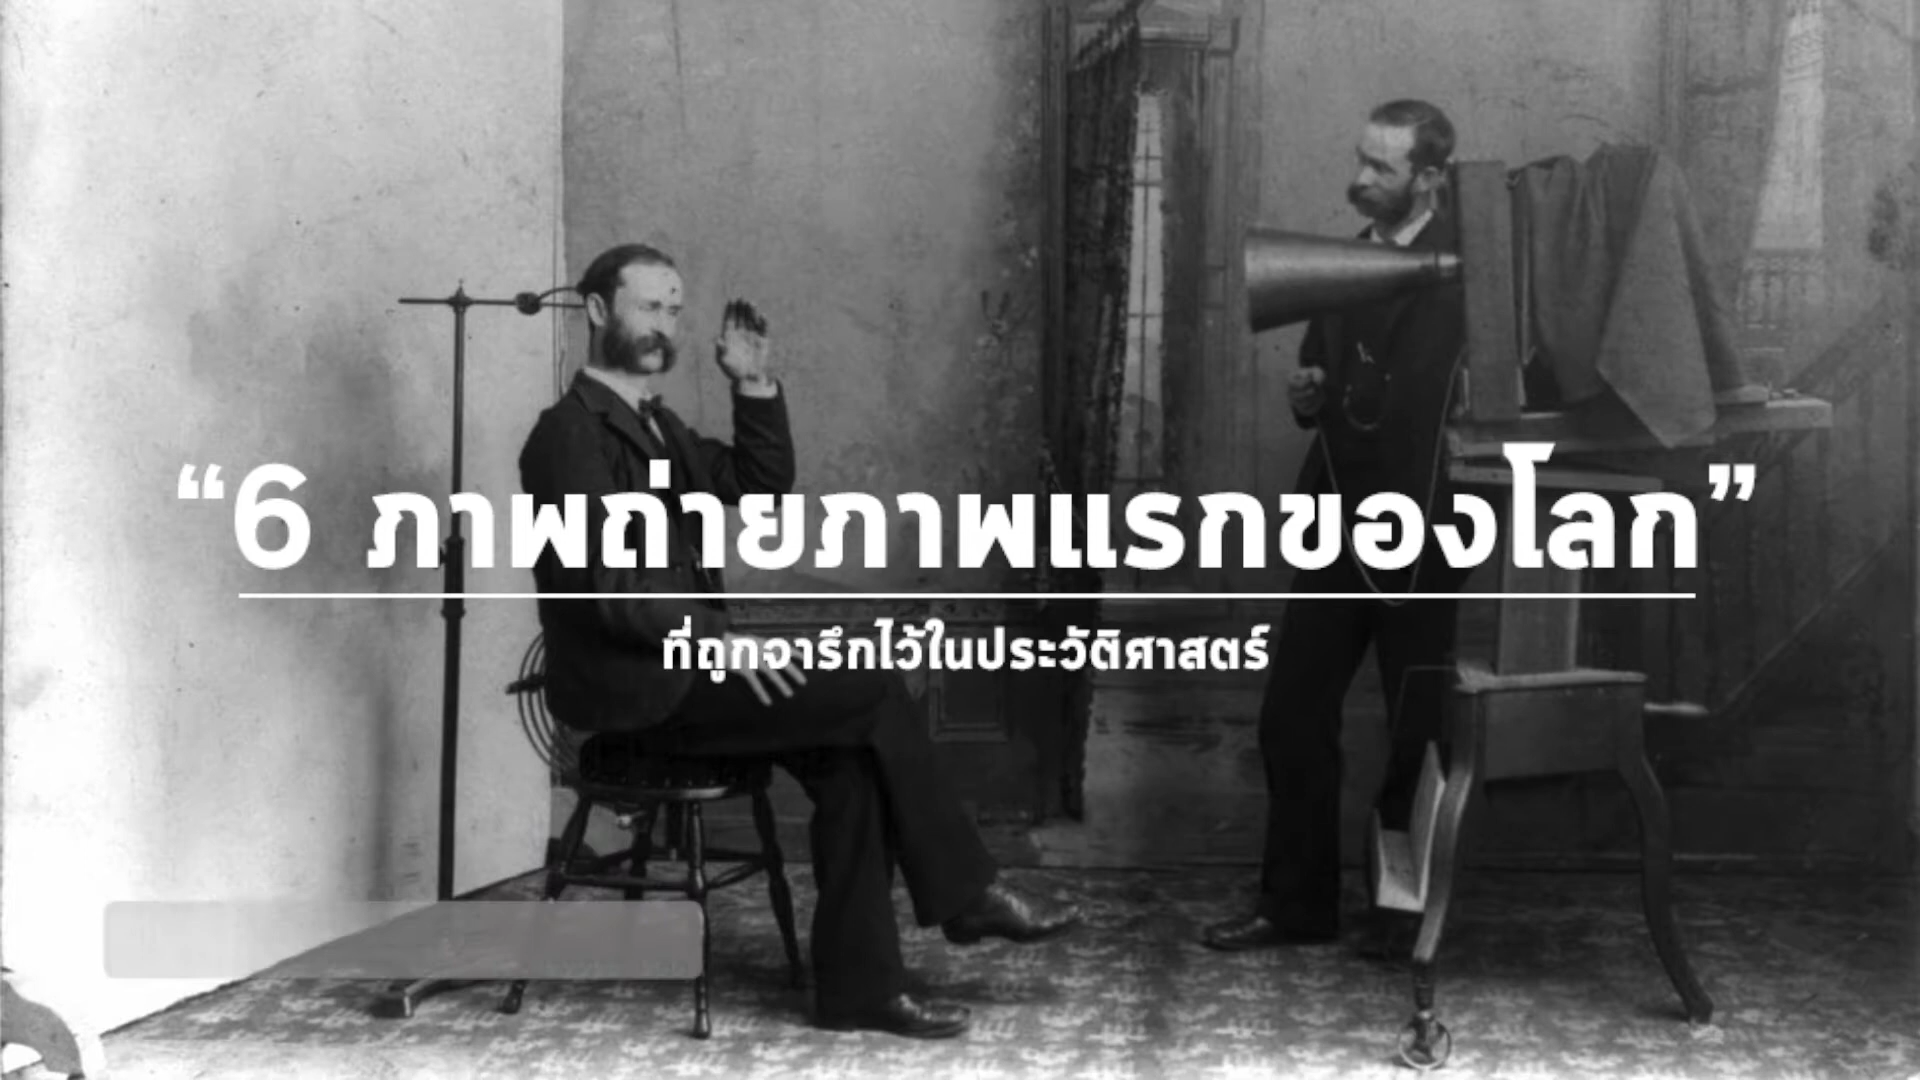 “6 ภาพถ่ายภาพแรกของโลก”
ที่ถูกจารึกไว้ในประวัติศาสตร์